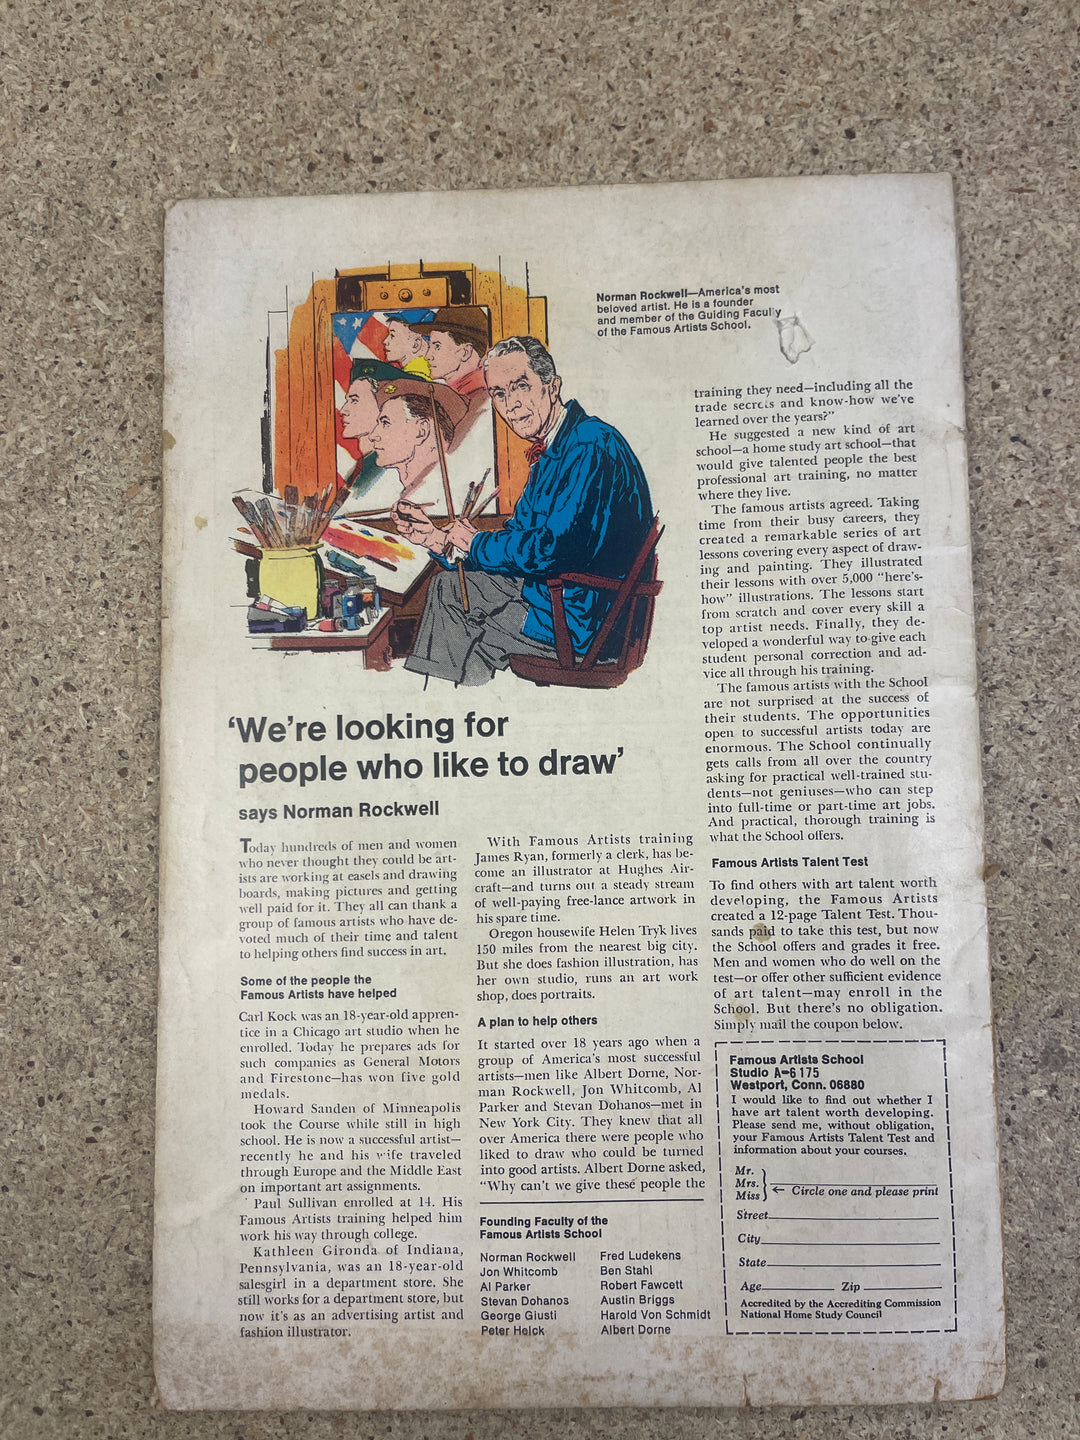 Norman Rockwell—America's most
beloved artist. He is a founder
and member of the Guiding Faculty
of the Famous Artists School.
'We're looking for
people who like to draw'
says Norman Rockwell
Today hundreds of men and women
who never thought they could be art-
ists are working at easels and drawing
boards, making pictures and getting
well paid for it. They all can thank a
group of famous artists who have de-
voted much of their time and talent
to helping others find success in art.
Some of the people the
Famous Artists have helped
Carl Kock was an 18-year-old appren-
tice in a Chicago art studio when he
enrolled. Today he prepares ads for
such companies as General Motors
and Firestone—has won five gold
medals.
Howard Sanden of Minneapolis
took the Course while still in high
school. He is now a successful artist—
recently he and his wife traveled
through Europe and the Middle East
on important art assignments.
Paul Sullivan enrolled at 14. His
Famous Artists training helped him
work his way through college.
Kathleen Gironda of Indiana,
Pennsylvania, was an 18-year-old
salesgirl in a department store. She
still works for a department store, but
now it's as an advertising artist and
fashion illustrator.
With Famous Artists training
James Ryan, formerly a clerk, has be-
come an illustrator at Hughes Air-
craft—and turns out a steady stream
of well-paying free-lance artwork in
his spare time.
Oregon housewife Helen Tryk lives
150 miles from the nearest big city.
But she does fashion illustration, has
her own studio, runs an art work
shop, does portraits.
A plan to help others
It started over 18 years ago when a
group of America's most successful
artists—men like Albert Dorne, Nor-
man Rockwell, Jon Whitcomb, Al
Parker and Stevan Dohanos—met in
New York City. They knew that all
over America there were people who
liked to draw who could be turned
into good artists. Albert Dorne asked,
"Why can't we give these people the
training they need—including all the
trade secrets and know-how we've
learned over the years?"
He suggested a new kind of art
school—a home study art school—that
would give talented people the best
professional art training, no matter
where they live.
The famous artists agreed. Taking
time from their busy careers, they
created a remarkable series of art
lessons covering every aspect of draw-
ing and painting. They illustrated
their lessons with over 5,000 "here's-
how" illustrations. The lessons start
from scratch and cover every skill a
top artist needs. Finally, they de-
veloped a wonderful way to give each
student personal correction and ad-
vice all through his training.
The famous artists with the School
are not surprised at the success of
their students. The opportunities
open to successful artists today are
enormous. The School continually
gets calls from all over the country
asking for practical well-trained stu-
dents—not geniuses—who can step
into full-time or part-time art jobs.
And practical, thorough training is
what the School offers.
Famous Artists Talent Test
To find others with art talent worth
developing, the Famous Artists
created a 12-page Talent Test. Thou-
sands paid to take this test, but now
the School offers and grades it free.
Men and women who do well on the
test—or offer other sufficient evidence
of art talent—may enroll in the
School. But there's no obligation.
Simply mail the coupon below.
Founding Faculty of the
Famous Artists School
Norman Rockwell
Jon Whitcomb
Al Parker
Stevan Dohanos
George Giusti
Peter Helck
Fred Ludekens
Ben Stahl
Robert Fawcett
Austin Briggs
Harold Von Schmidt
Albert Dorne
Famous Artists School
Studio A-6175
Westport, Conn. 06880
I would like to find out whether I
have art talent worth developing.
Please send me, without obligation,
your Famous Artists Talent Test and
information about your courses.
Mr.
Mrs.
Miss
← Circle one and please print
Street
City
State
Age Zip
Accredited by the Accrediting Commission
National Home Study Council